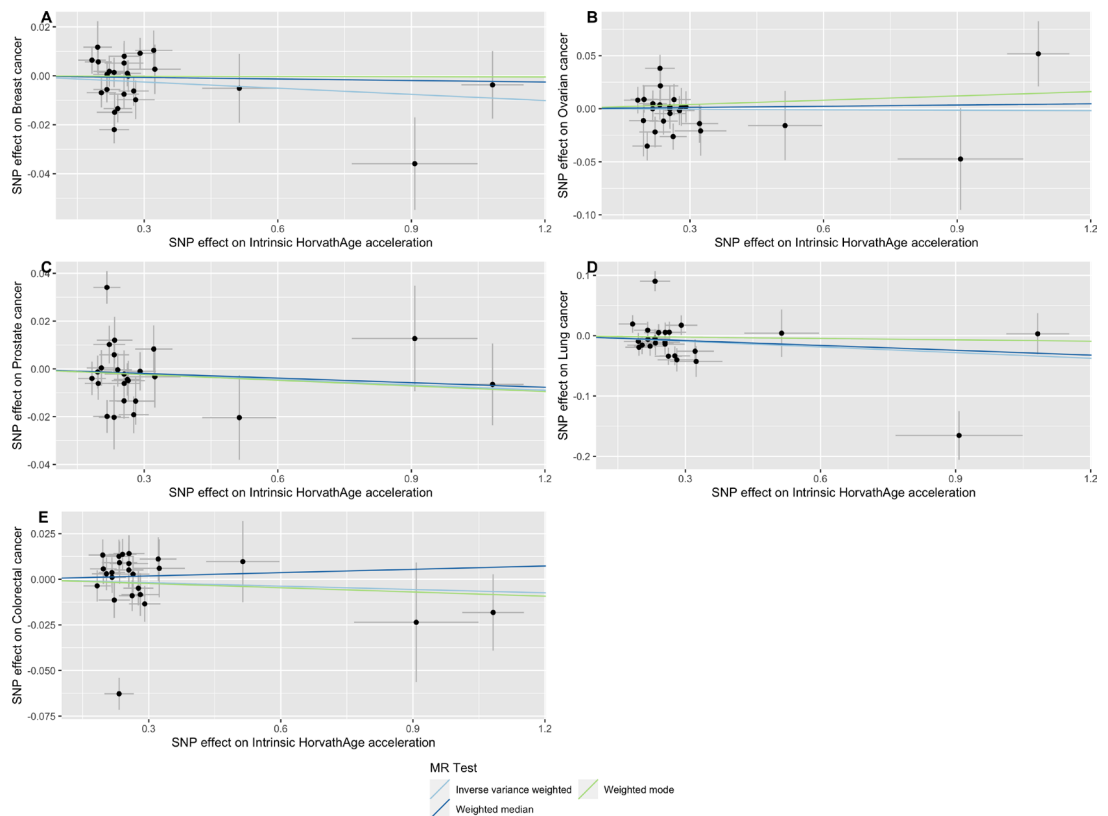 A
SNP effect on Breast cancer
0.02
0.00
-0.02
-0.04
0.3
0.6
0.9
1.2
SNP effect on Intrinsic HorvathAge acceleration
B
SNP effect on Ovarian cancer
0.05
0.00
-0.05
-0.10
0.3
0.6
0.9
1.2
SNP effect on Intrinsic HorvathAge acceleration
C
SNP effect on Prostate cancer
0.04
0.02
0.00
-0.02
-0.04
0.3
0.6
0.9
1.2
SNP effect on Intrinsic HorvathAge acceleration
D
SNP effect on Lung cancer
0.1
0.0
-0.1
-0.2
0.3
0.6
0.9
1.2
SNP effect on Intrinsic HorvathAge acceleration
E
SNP effect on Colorectal cancer
0.025
0.000
-0.025
-0.050
-0.075
0.3
0.6
0.9
1.2
SNP effect on Intrinsic HorvathAge acceleration
MR Test
Inverse variance weighted
Weighted mode
Weighted median